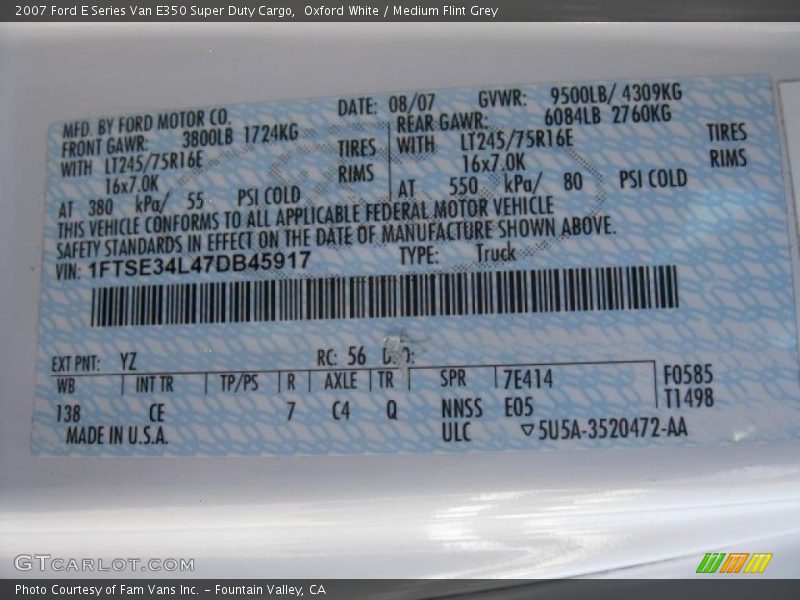 2007 Ford E Series Van E350 Super Duty Cargo,  Oxford White / Medium Flint Grey
MFD. BY FORD MOTOR CO. DATE: 08/07 GVWR: 9500LB/ 4309KG
FRONT GAWR: 3800LB 1724KG REAR GAWR: 6084LB 2760KG
WITH LT245/75R16E TIRES WITH LT245/75R16E TIRES
16x7.0K RIMS 16x7.0K RIMS
AT 380 kPa/ 55 PSI COLD AT 550 kPa/ 80 PSI COLD
THIS VEHICLE CONFORMS TO ALL APPLICABLE FEDERAL MOTOR VEHICLE
SAFETY STANDARDS IN EFFECT ON THE DATE OF MANUFACTURE SHOWN ABOVE.
VIN: 1FTSE34L47DB45917 TYPE: Truck
EXT PNT: YZ RC: 56
WB INT TR TP/PS R AXLE TR SPR 7E414 F0585
138 CE 7 C4 Q NNSS E05 T1498
MADE IN U.S.A. ULC ▽5U5A-3520472-AA
GTCARLOT.COM
Photo Courtesy of Fam Vans Inc. - Fountain Valley, CA